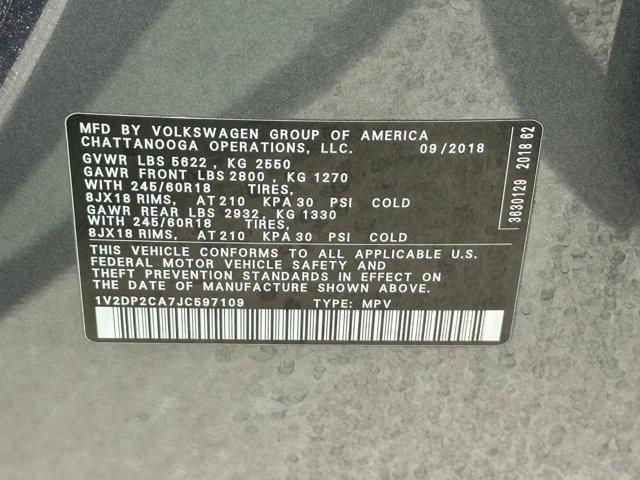 MFD BY VOLKSWAGEN GROUP OF AMERICA
CHATTANOOGA OPERATIONS, LLC. 09/2018
GVWR LBS 5622 , KG 2550
GAWR FRONT LBS 2800 , KG 1270
WITH 245/60R18 TIRES,
8JX18 RIMS, AT 210 KPA 30 PSI COLD
GAWR REAR LBS 2932, KG 1330
WITH 245/60R18 TIRES,
8JX18 RIMS, AT 210 KPA 30 PSI COLD
THIS VEHICLE CONFORMS TO ALL APPLICABLE U.S.
FEDERAL MOTOR VEHICLE SAFETY AND
THEFT PREVENTION STANDARDS IN EFFECT ON
THE DATE OF MANUFACTURE SHOWN ABOVE.
1V2DP2CA7JC597109 TYPE: MPV
3630129 2018 62